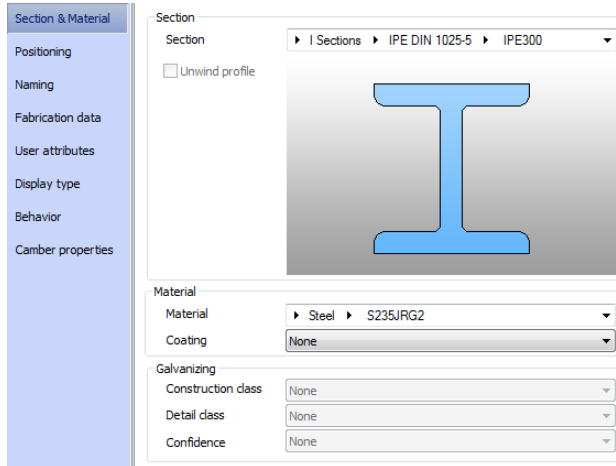 Section & Material
Positioning
Naming
Fabrication data
User attributes
Display type
Behavior
Camber properties
Section
Section I Sections IPE DIN 1025-5 IPE300
Unwind profile
Material
Material Steel S235JRG2
Coating None
Galvanizing
Construction class None
Detail class None
Confidence None